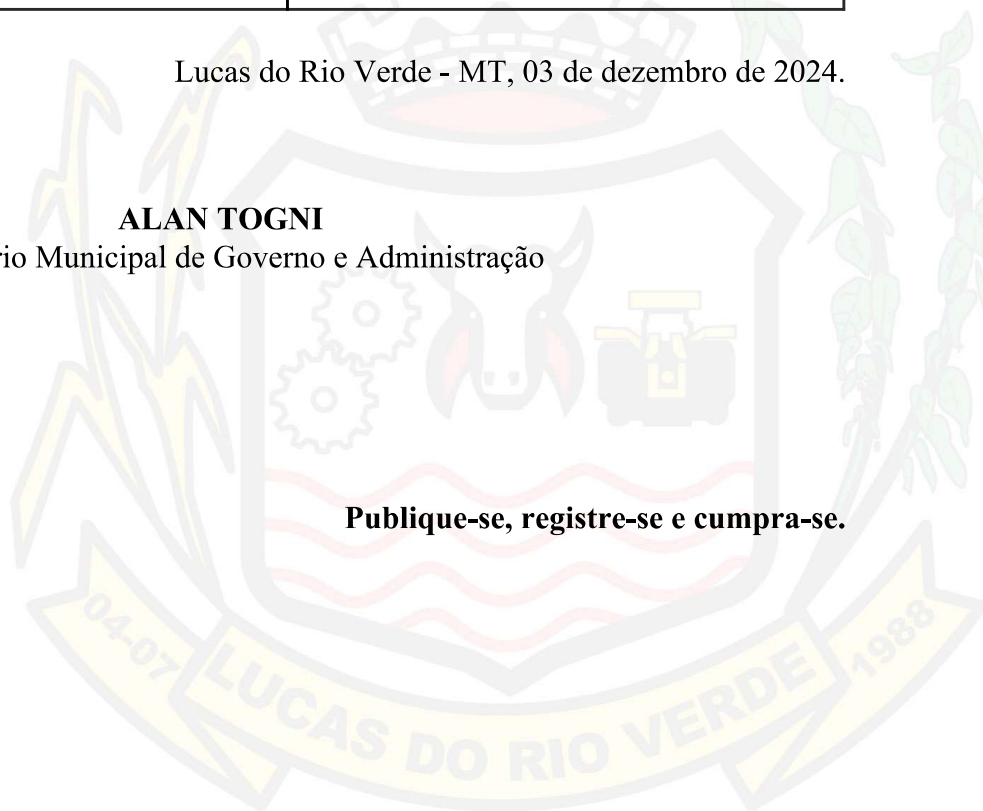 Lucas do Rio Verde - MT, 03 de dezembro de 2024.
ALAN TOGNI
rio Municipal de Governo e Administração
Publique-se, registre-se e cumpra-se.
04-07
LUCAS DO RIO VERDE
1988